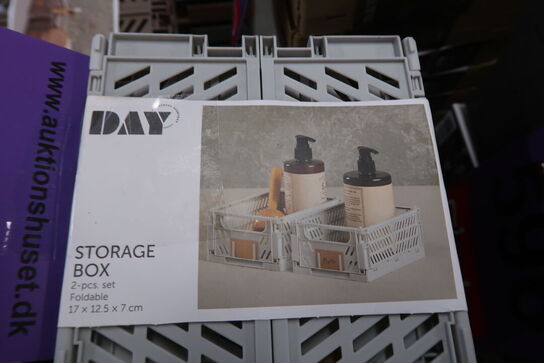 DAY
STORAGE
BOX
2-pcs. set
Foldable
17 x 12.5 x 7 cm
www.auktionshuset.dk